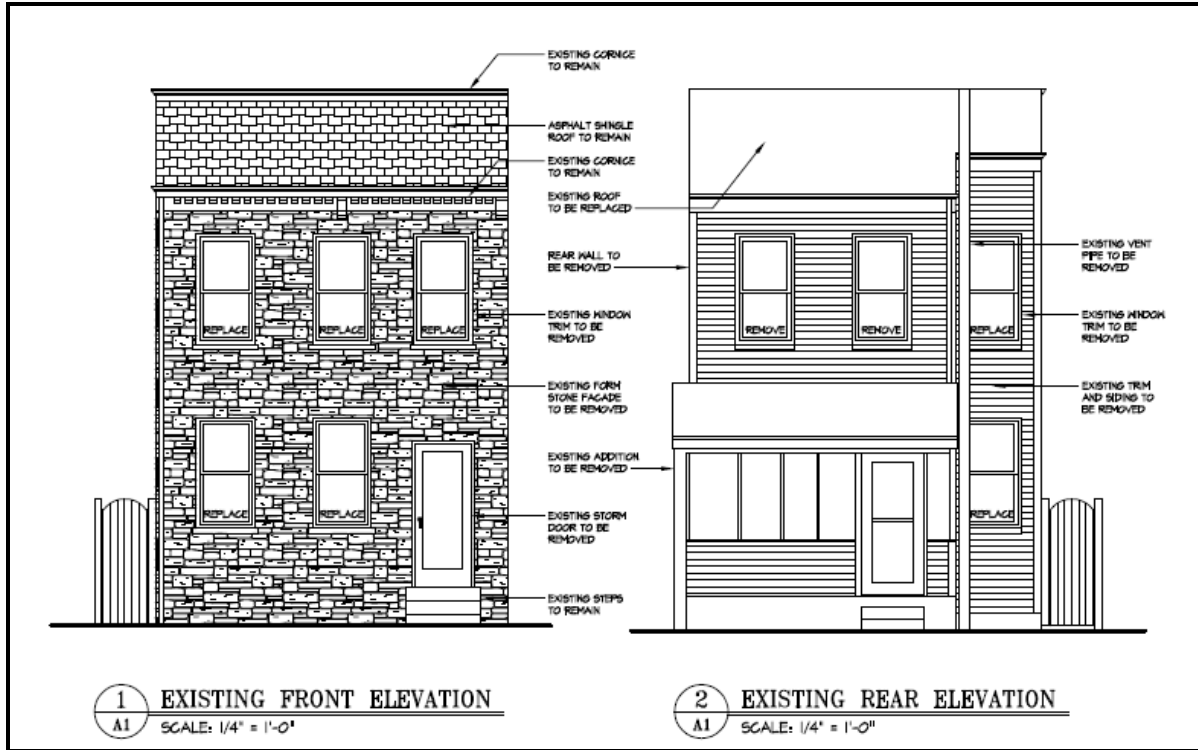 EXISTING CORNICE
TO REMAIN
ASPHALT SHINGLE
ROOF TO REMAIN
EXISTING CORNICE
TO REMAIN
EXISTING ROOF
TO BE REPLACED
REAR WALL TO
BE REMOVED
EXISTING WINDOW
TRIM TO BE
REMOVED
EXISTING FORM
STONE FACADE
TO BE REMOVED
EXISTING ADDITION
TO BE REMOVED
EXISTING STORM
DOOR TO BE
REMOVED
EXISTING STEPS
TO REMAIN
REPLACE
REPLACE
REPLACE
REPLACE
REPLACE
1
A1
EXISTING FRONT ELEVATION
SCALE: 1/4" = 1'-0"
EXISTING VENT
PIPE TO BE
REMOVED
EXISTING WINDOW
TRIM TO BE
REMOVED
EXISTING TRIM
AND SIDING TO
BE REMOVED
REMOVE
REMOVE
REPLACE
REPLACE
2
A1
EXISTING REAR ELEVATION
SCALE: 1/4" = 1'-0"